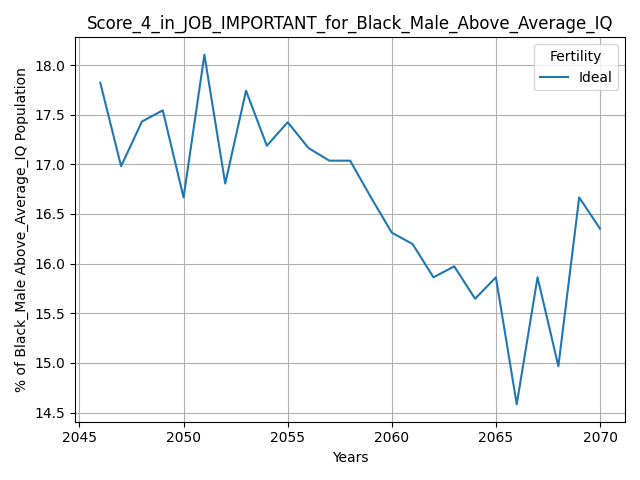 Score_4_in_JOB_IMPORTANT_for_Black_Male_Above_Average_IQ
Fertility
Ideal
% of Black_Male Above_Average_IQ Population
18.0
17.5
17.0
16.5
16.0
15.5
15.0
14.5
2045
2050
2055
2060
2065
2070
Years